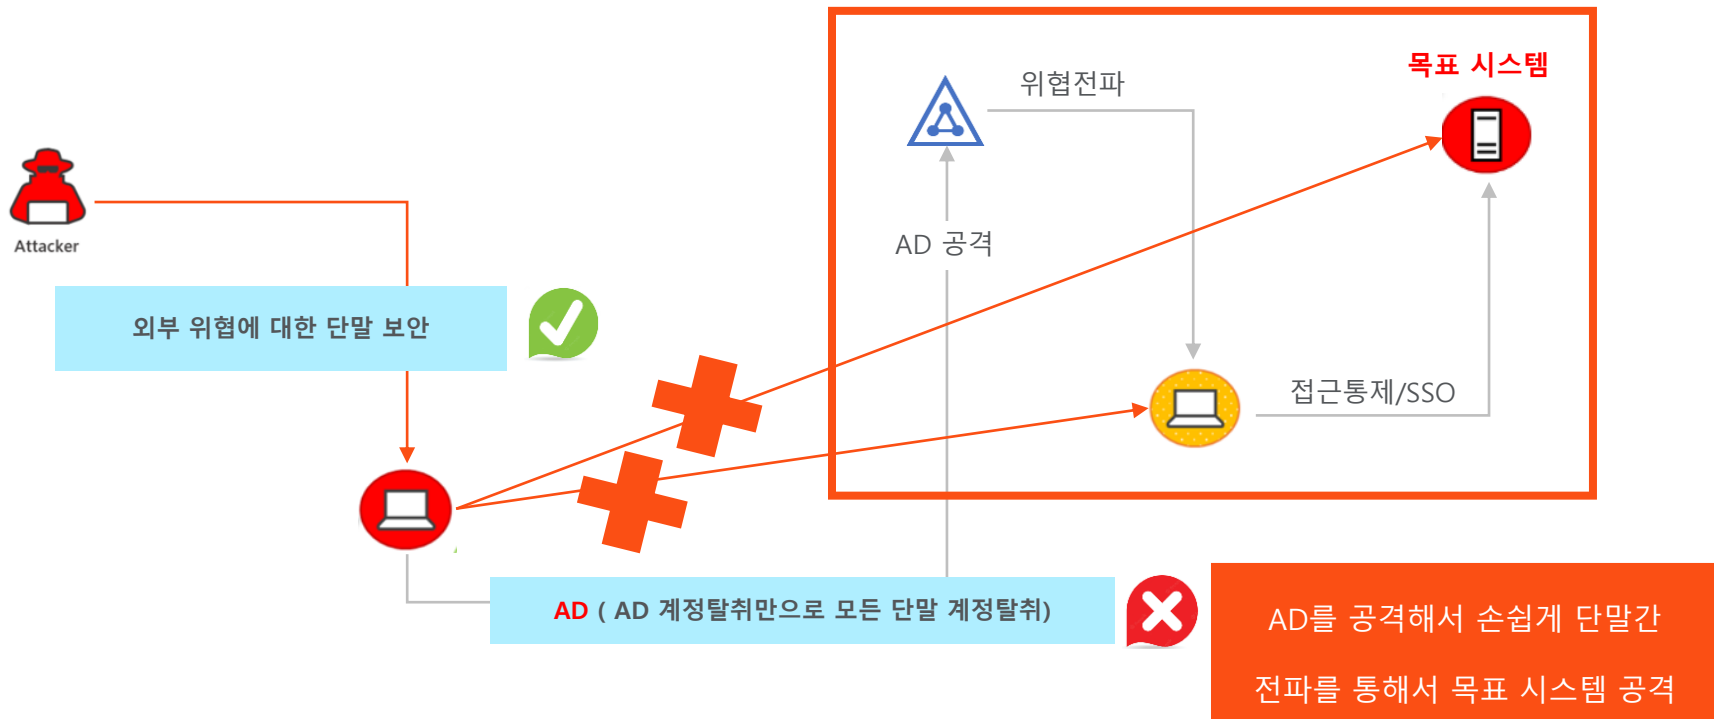 목표 시스템
위협전파
Attacker
AD 공격
외부 위협에 대한 단말 보안
접근통제/SSO
AD ( AD 계정탈취만으로 모든 단말 계정탈취)
AD를 공격해서 손쉽게 단말간
전파를 통해서 목표 시스템 공격